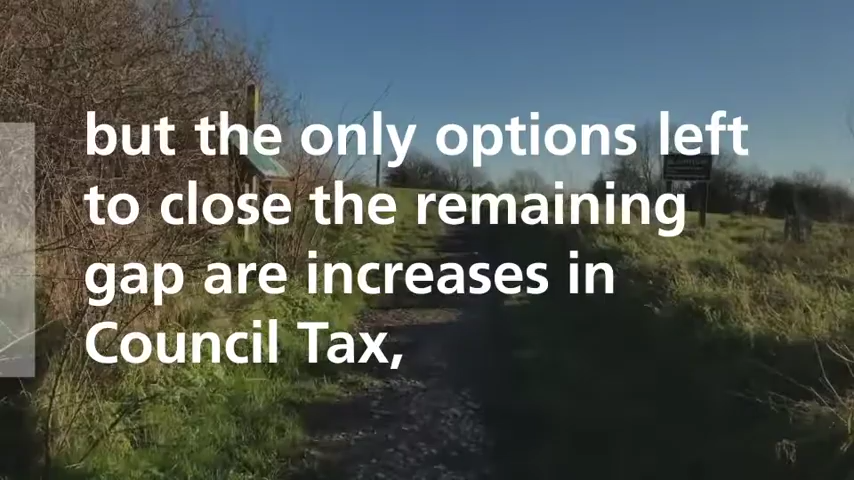 but the only options left
to close the remaining
gap are increases in
Council Tax,